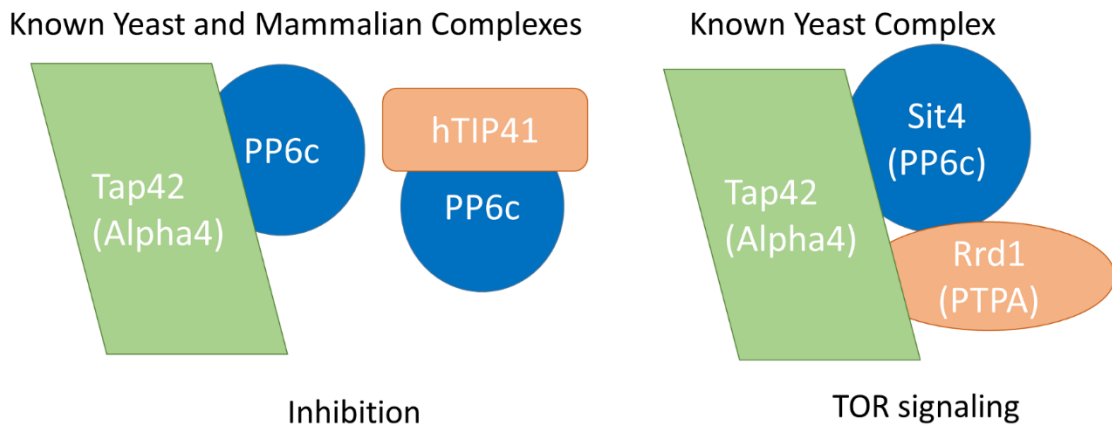 Known Yeast and Mammalian Complexes
Known Yeast Complex
Tap42
(Alpha4)
PP6c
hTIP41
PP6c
Tap42
(Alpha4)
Sit4
(PP6c)
Rrd1
(PTPA)
Inhibition
TOR signaling